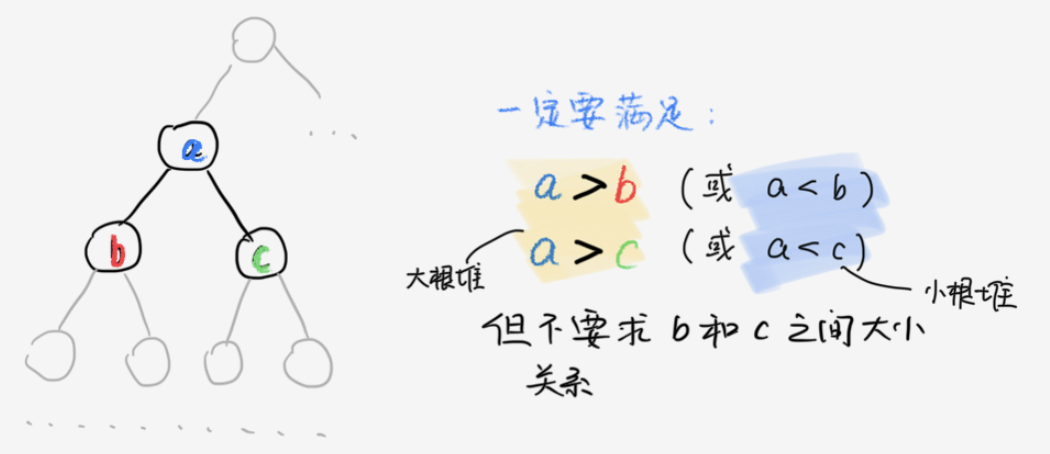 a
b
c
一定要满足：
a > b （或 a < b）
a > c （或 a < c）
大根堆
小根堆
但不要求 b 和 c 之间大小
关系